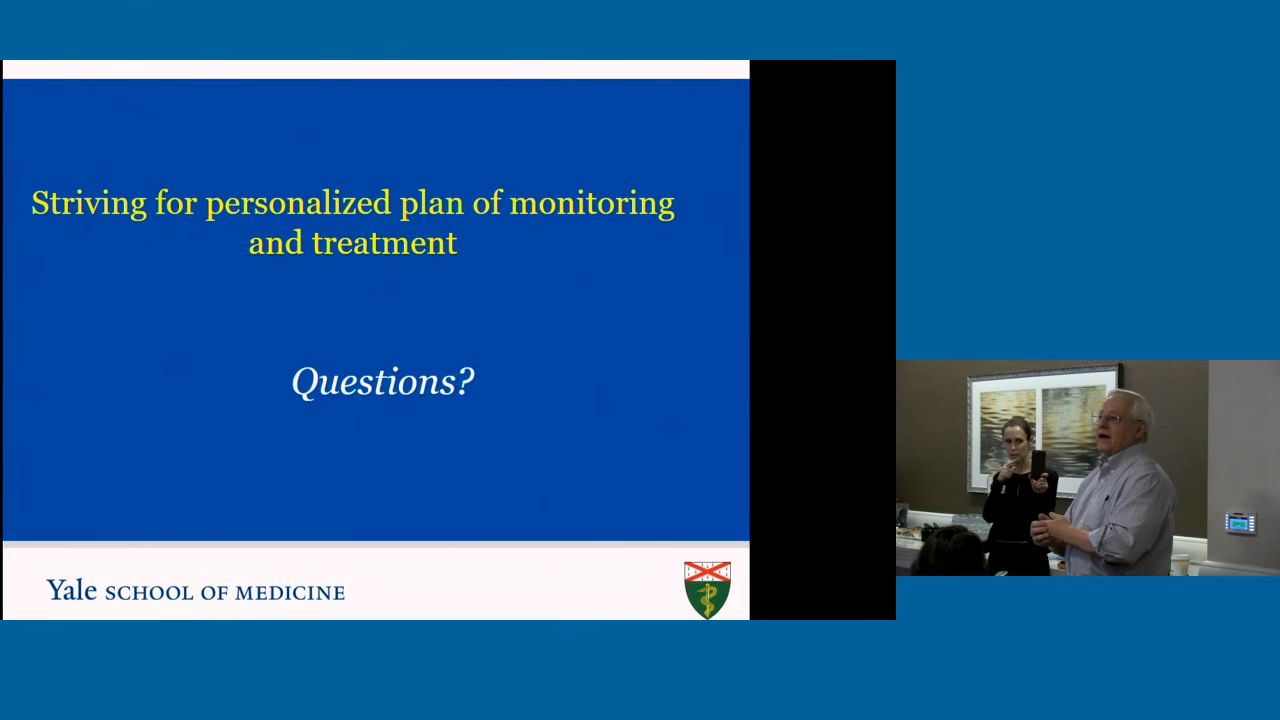 Striving for personalized plan of monitoring
and treatment
Questions?
Yale SCHOOL OF MEDICINE